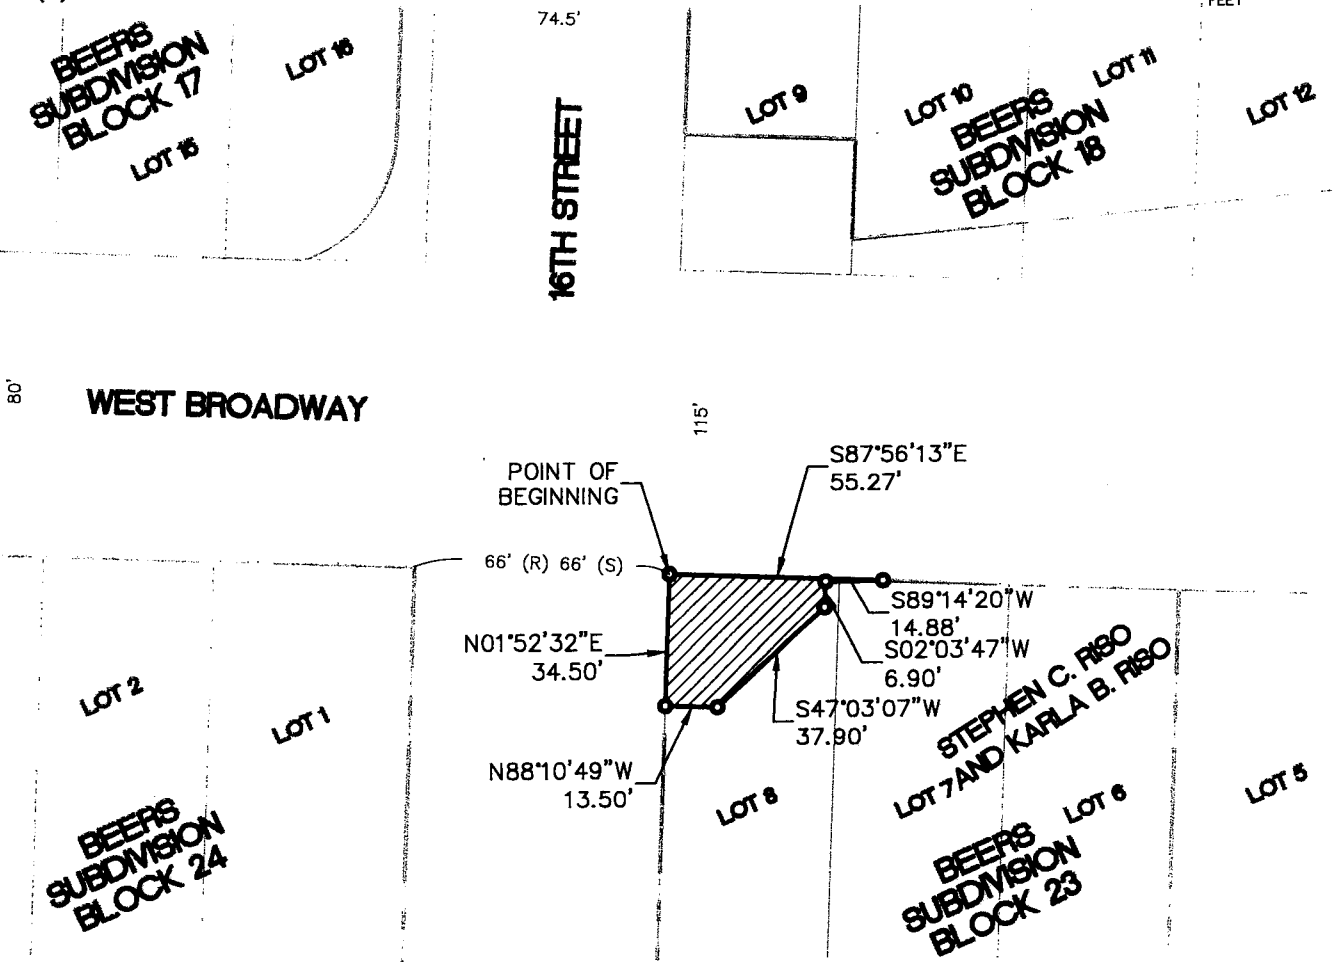 FEET
74.5'
BEERS
SUBDIVISION
BLOCK 17
LOT 16
LOT 15
16TH STREET
LOT 9
LOT 10
LOT 11
LOT 12
BEERS
SUBDIVISION
BLOCK 18
80'
WEST BROADWAY
115'
POINT OF
BEGINNING
S87°56'13"E
55.27'
66' (R) 66' (S)
S89°14'20"W
14.88'
S02°03'47"W
6.90'
N01°52'32"E
34.50'
S47°03'07"W
37.90'
N88°10'49"W
13.50'
LOT 2
LOT 1
LOT 8
STEPHEN C. RISO
LOT 7 AND KARLA B. RISO
LOT 6
LOT 5
BEERS
SUBDIVISION
BLOCK 24
BEERS
SUBDIVISION
BLOCK 23